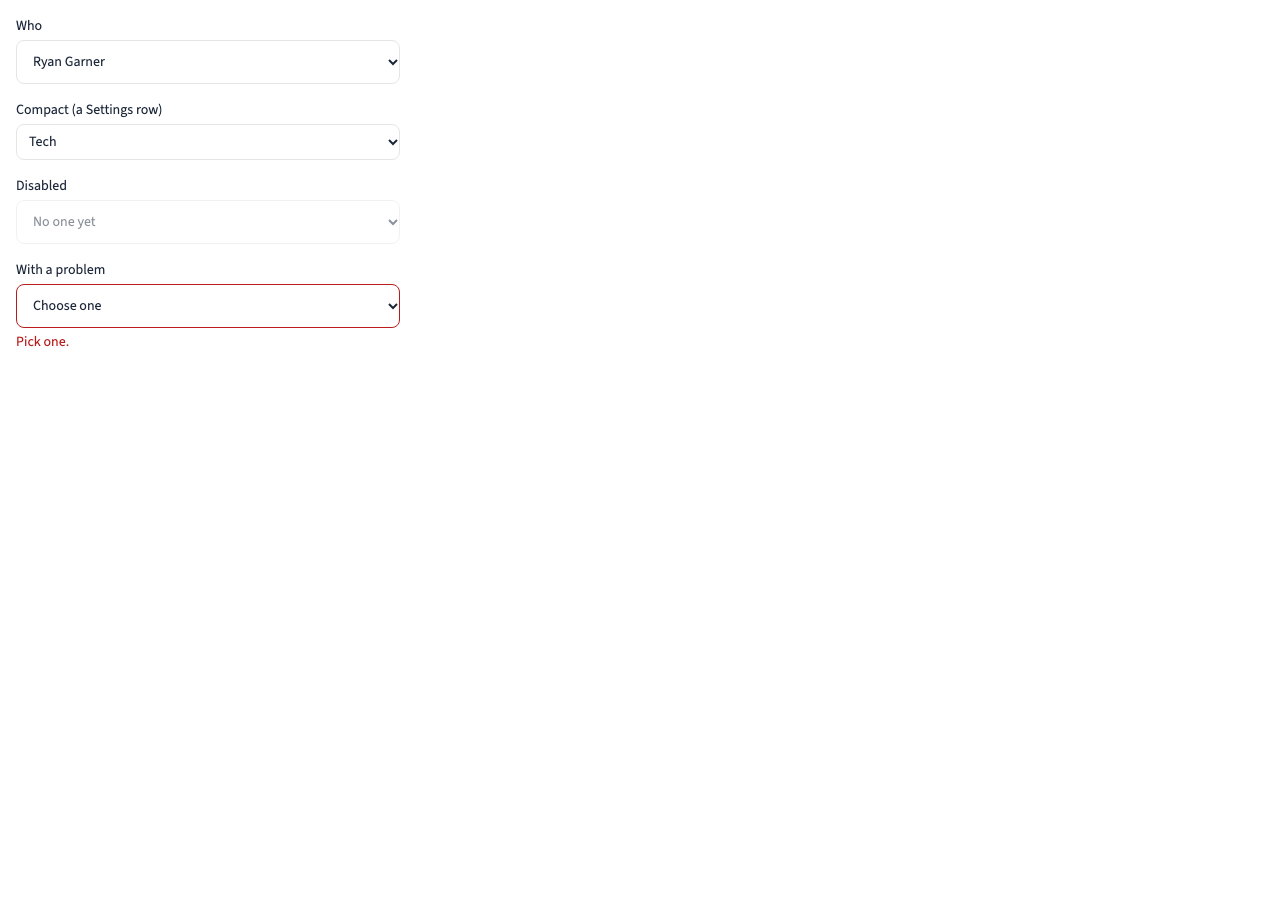 Who
Ryan Garner
Compact (a Settings row)
Tech
Disabled
No one yet
With a problem
Choose one
Pick one.